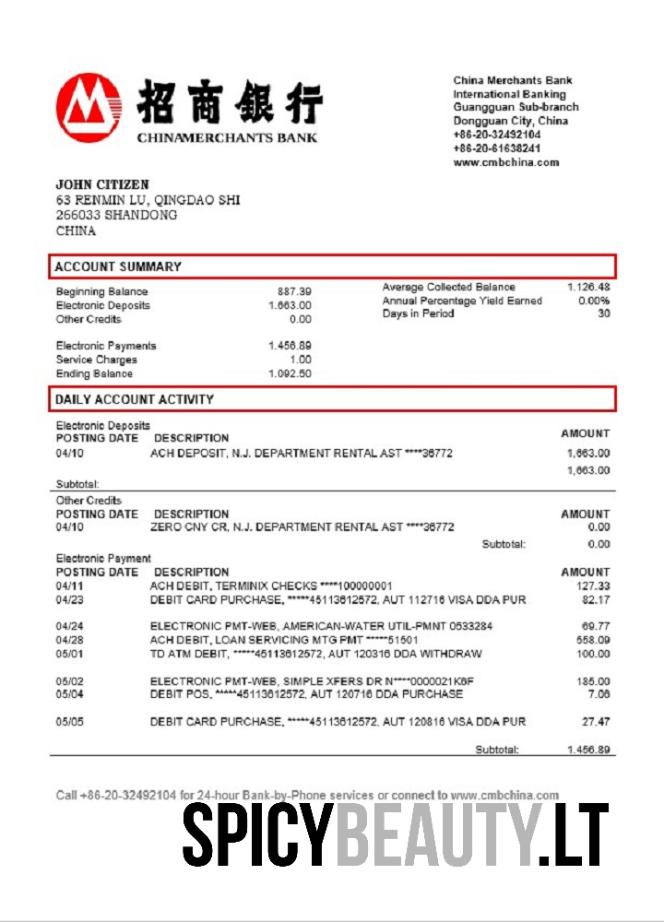 招商銀行
CHINAMERCHANTS BANK
China Merchants Bank
International Banking
Guangguan Sub-branch
Dongguan City, China
+86-20-32492104
+86-20-61638241
www.cmbchina.com
JOHN CITIZEN
63 RENMIN LU, QINGDAO SHI
266033 SHANDONG
CHINA
ACCOUNT SUMMARY
Beginning Balance 887.39
Electronic Deposits 1.663.00
Other Credits 0.00
Electronic Payments 1.456.89
Service Charges 1.00
Ending Balance 1.092.50
Average Collected Balance 1.126.48
Annual Percentage Yield Earned 0.00%
Days in Period 30
DAILY ACCOUNT ACTIVITY
Electronic Deposits
POSTING DATE DESCRIPTION AMOUNT
04/10 ACH DEPOSIT, N.J. DEPARTMENT RENTAL AST ****36772 1,663.00
1,663.00
Subtotal:
Other Credits
POSTING DATE DESCRIPTION AMOUNT
04/10 ZERO CNY CR, N.J. DEPARTMENT RENTAL AST ****36772 0.00
Subtotal: 0.00
Electronic Payment
POSTING DATE DESCRIPTION AMOUNT
04/11 ACH DEBIT, TERMINIX CHECKS ****100000001 127.33
04/23 DEBIT CARD PURCHASE, *****45113612572, AUT 112716 VISA DDA PUR 82.17
04/24 ELECTRONIC PMT-WEB, AMERICAN-WATER UTIL-PMNT 0533284 69.77
04/28 ACH DEBIT, LOAN SERVICING MTG PMT *****51501 558.09
05/01 TD ATM DEBIT, *****45113612572, AUT 120316 DDA WITHDRAW 100.00
05/02 ELECTRONIC PMT-WEB, SIMPLE XFERS DR N****0000021K6F 185.00
05/04 DEBIT POS, *****45113612572, AUT 120716 DDA PURCHASE 7.06
05/05 DEBIT CARD PURCHASE, *****45113612572, AUT 120816 VISA DDA PUR 27.47
Subtotal: 1.456.89
Call +86-20-32492104 for 24-hour Bank-by-Phone services or connect to www.cmbchina.com
SPICYBEAUTY.LT